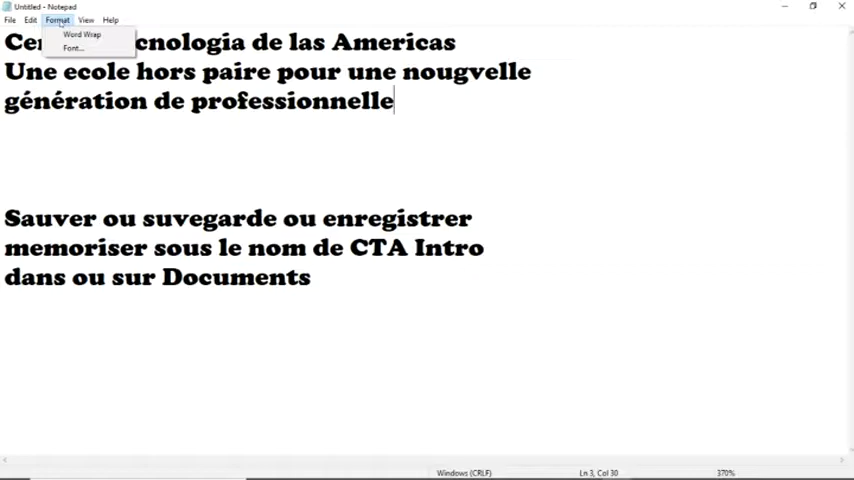 Untitled - Notepad
File Edit Format View Help
Word Wrap
Font...
Cen cnologia de las Americas
Une ecole hors paire pour une nougvelle
génération de professionnelle
Sauver ou suvegarde ou enregistrer
memoriser sous le nom de CTA Intro
dans ou sur Documents
Windows (CRLF) Ln 3, Col 30 370%